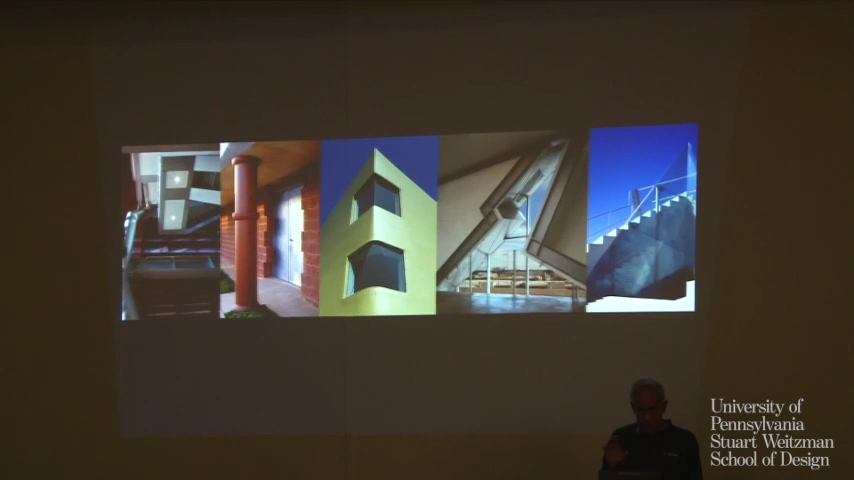 University of
Pennsylvania
Stuart Weitzman
School of Design